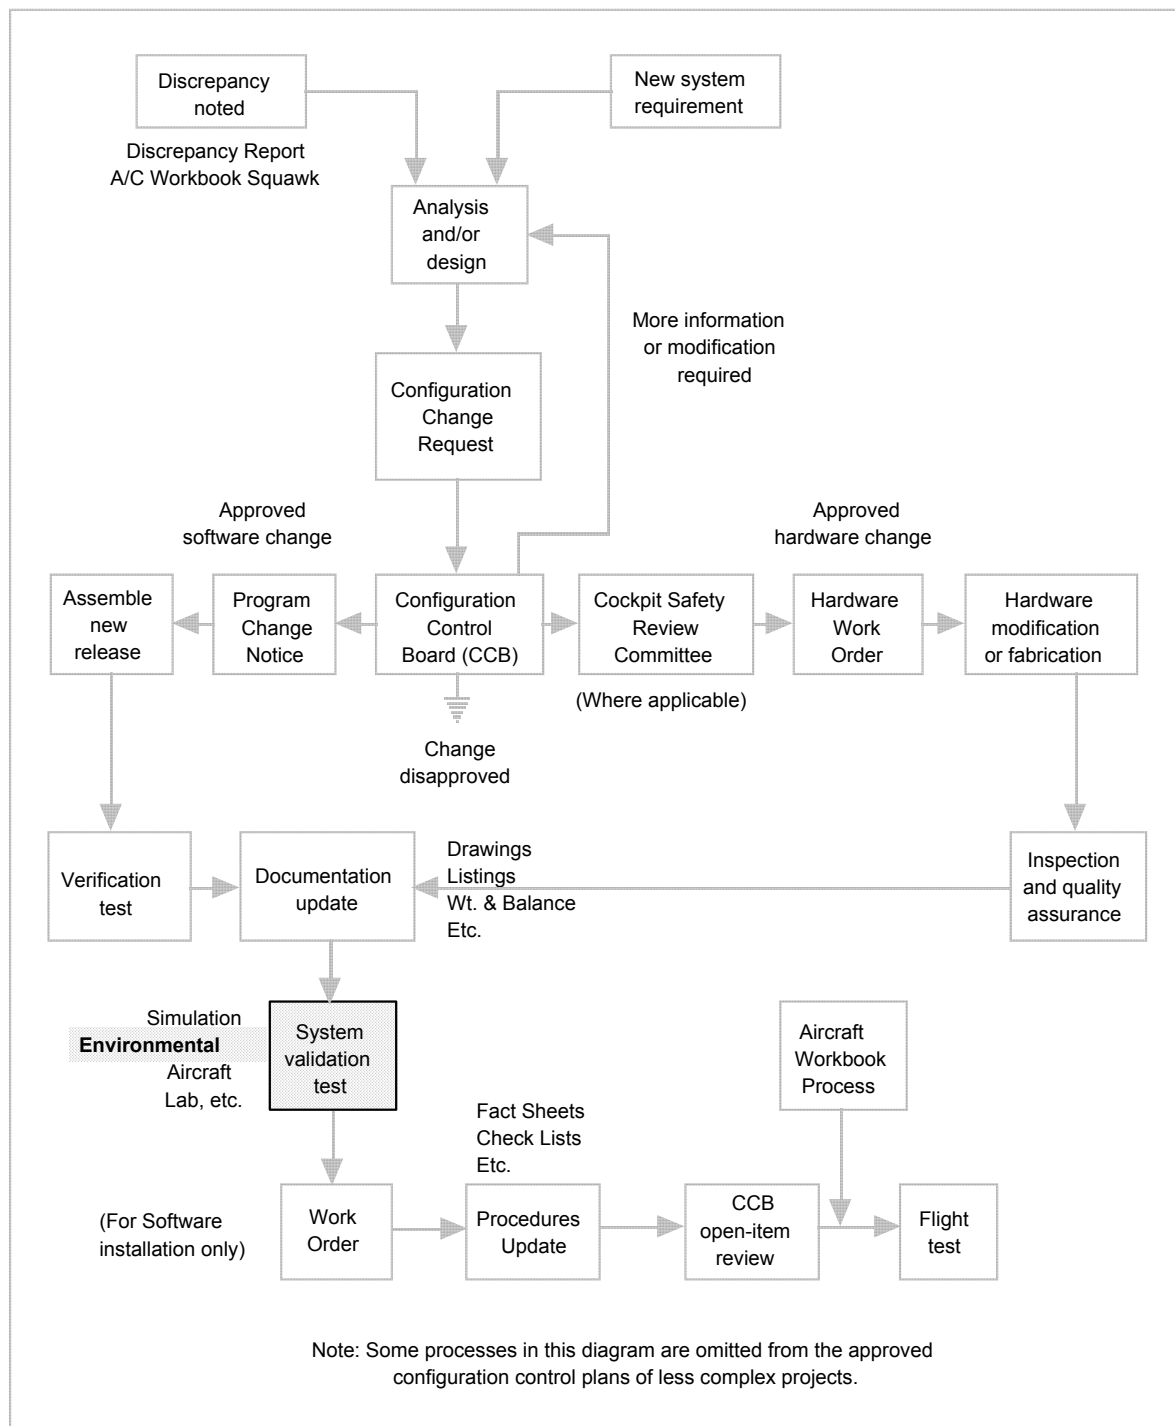 Discrepancy
noted
New system
requirement
Discrepancy Report
A/C Workbook Squawk
Analysis
and/or
design
More information
or modification
required
Configuration
Change
Request
Approved
software change
Approved
hardware change
Assemble
new
release
Program
Change
Notice
Configuration
Control
Board (CCB)
Cockpit Safety
Review
Committee
Hardware
Work
Order
Hardware
modification
or fabrication
(Where applicable)
Change
disapproved
Verification
test
Documentation
update
Drawings
Listings
Wt. & Balance
Etc.
Inspection
and quality
assurance
Simulation
Environmental
Aircraft
Lab, etc.
System
validation
test
Aircraft
Workbook
Process
Fact Sheets
Check Lists
Etc.
(For Software
installation only)
Work
Order
Procedures
Update
CCB
open-item
review
Flight
test
Note: Some processes in this diagram are omitted from the approved
configuration control plans of less complex projects.